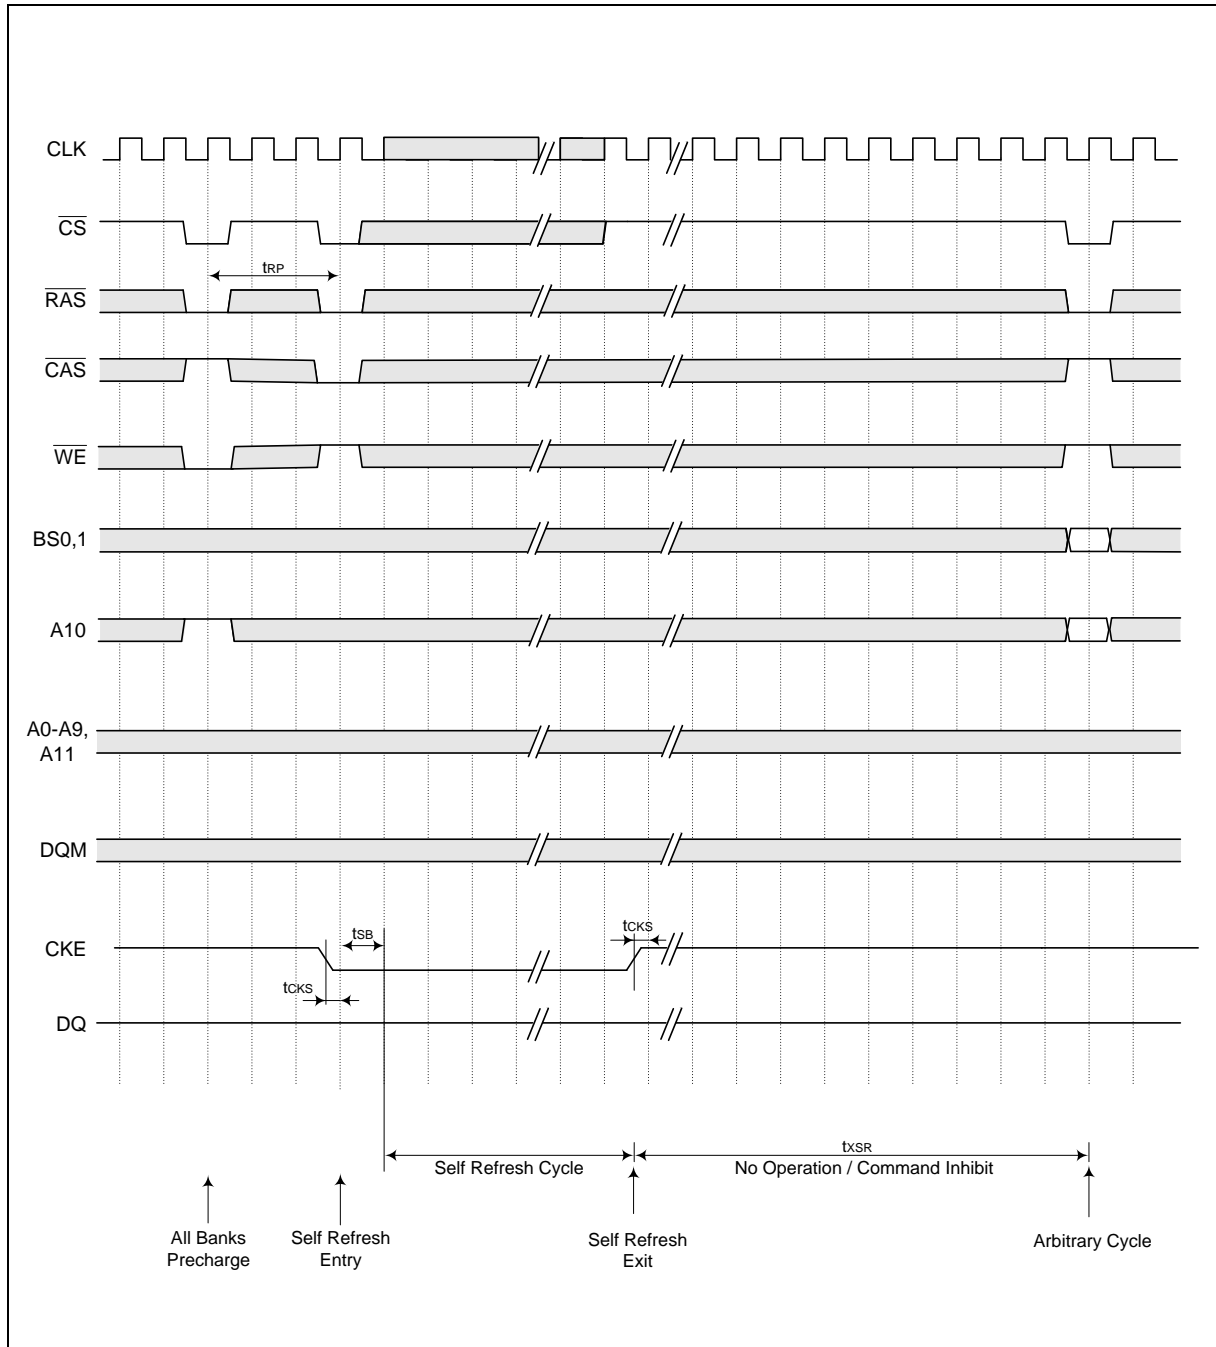 CLK
CS
tRP
RAS
CAS
WE
BS0,1
A10
A0-A9,
A11
DQM
tSB
tCKS
CKE
tCKS
DQ
tXSR
Self Refresh Cycle
No Operation / Command Inhibit
All Banks
Precharge
Self Refresh
Entry
Self Refresh
Exit
Arbitrary Cycle